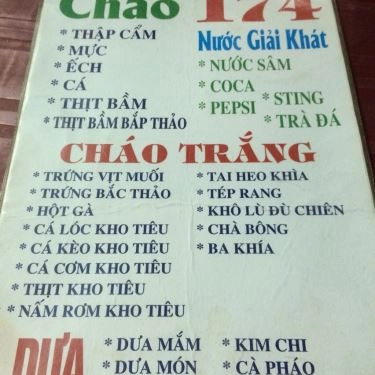 Cháo 174
* THẬP CẨM
* MỰC
* ẾCH
* CÁ
* THỊT BẦM
* THỊT BẦM BẮP THẢO
Nước Giải Khát
* NƯỚC SÂM
* COCA
* PEPSI
* STING
* TRÀ ĐÁ
CHÁO TRẮNG
* TRỨNG VỊT MUỐI
* TRỨNG BẮC THẢO
* HỘT GÀ
* CÁ LÓC KHO TIÊU
* CÁ KÈO KHO TIÊU
* CÁ CƠM KHO TIÊU
* THỊT KHO TIÊU
* NẤM RƠM KHO TIÊU
* TAI HEO KHÌA
* TÉP RANG
* KHÔ LÙ ĐÙ CHIÊN
* CHÀ BÔNG
* BA KHÍA
DƯA
* DƯA MẮM
* DƯA MÓN
* KIM CHI
* CÀ PHÁO